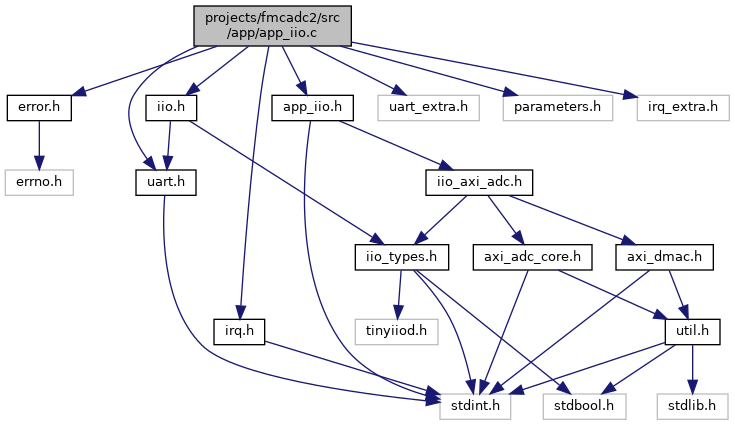 projects/fmcadc2/src
/app/app_iio.c
error.h
iio.h
app_iio.h
uart_extra.h
parameters.h
irq_extra.h
errno.h
uart.h
iio_axi_adc.h
iio_types.h
axi_adc_core.h
axi_dmac.h
irq.h
tinyiiod.h
util.h
stdint.h
stdbool.h
stdlib.h